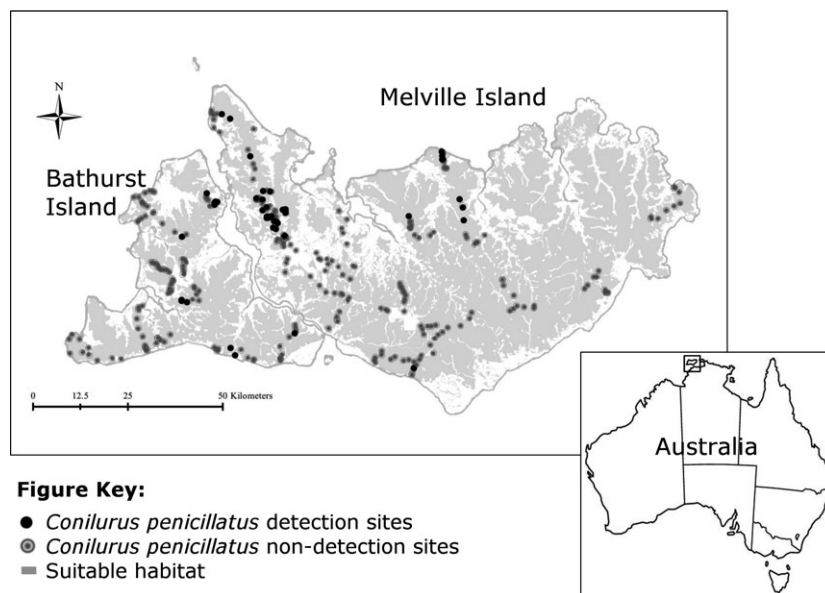 Melville Island
N
Bathurst
Island
0 12.5 25 50 Kilometers
Australia
Figure Key:
Conilurus penicillatus detection sites
Conilurus penicillatus non-detection sites
Suitable habitat